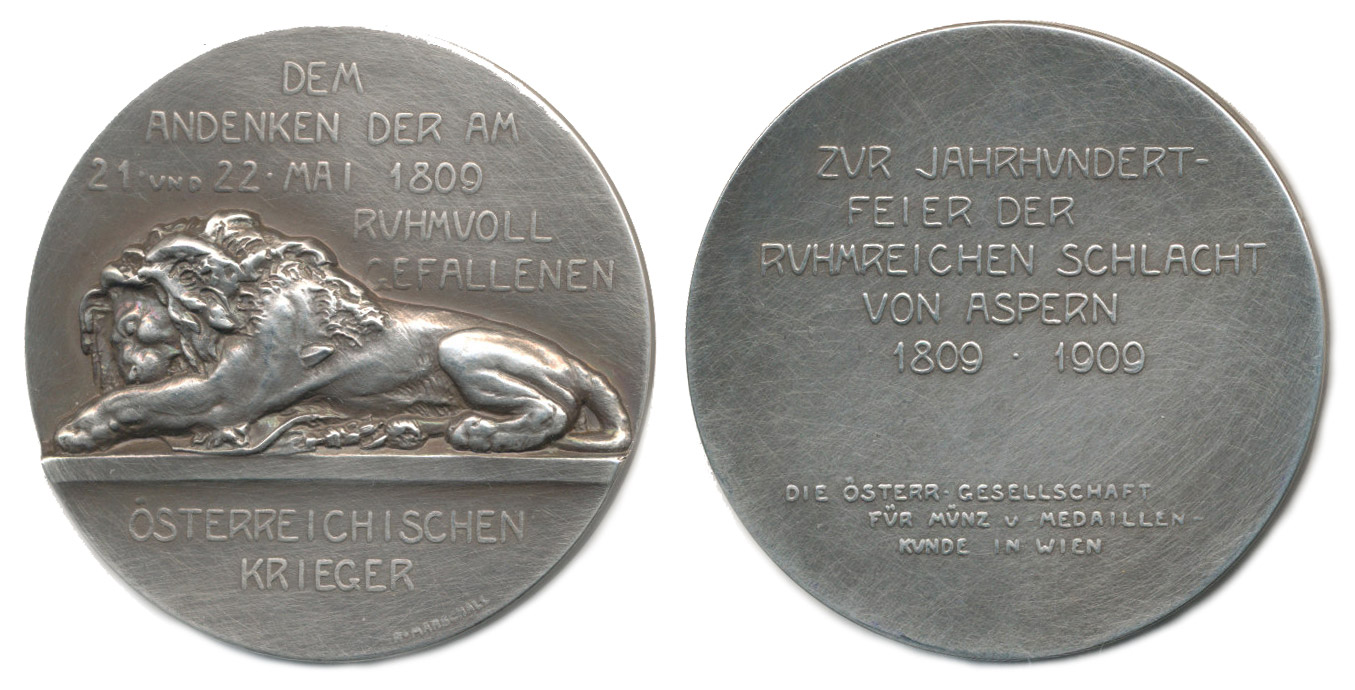 DEM
ANDENKEN DER AM
21· VND 22· MAI 1809
RVHMVOLL
GEFALLENEN
ÖSTERREICHISCHEN
KRIEGER
R·MARSCHALL
ZVR JAHRHVNDERT-
FEIER DER
RVHMREICHEN SCHLACHT
VON ASPERN
1809 · 1909
DIE ÖSTERR· GESELLSCHAFT
FÜR MÜNZ V· MEDAILLEN-
KVNDE IN WIEN